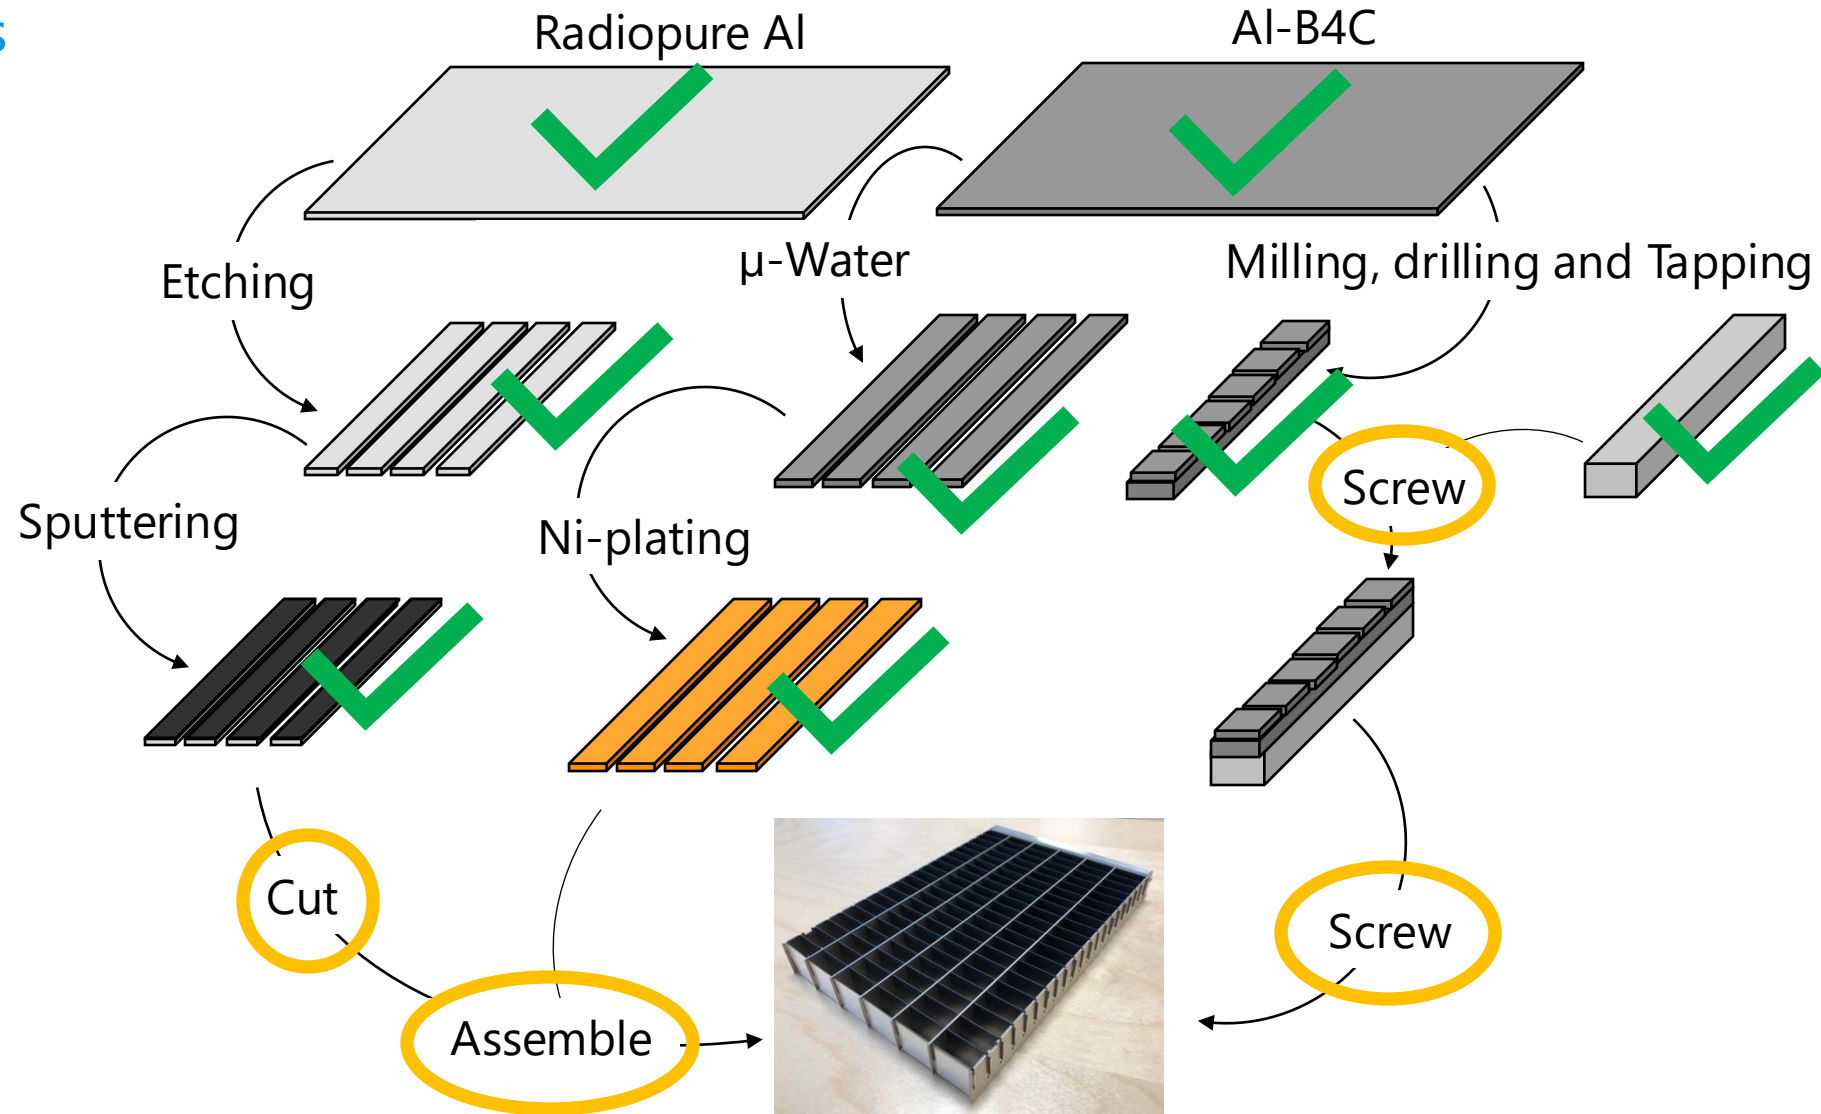 s
Radiopure Al
Al-B4C
Etching
µ-Water
Milling, drilling and Tapping
Sputtering
Ni-plating
Screw
Cut
Assemble
Screw